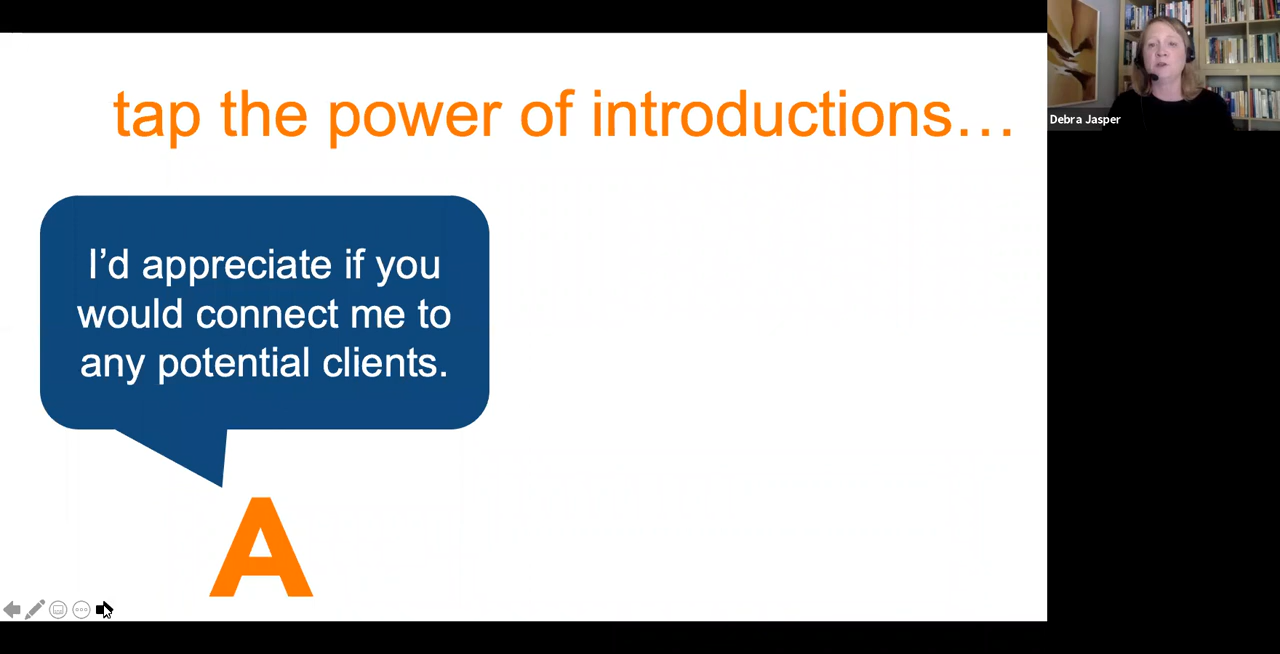 tap the power of introductions…
I’d appreciate if you
would connect me to
any potential clients.
A
Debra Jasper